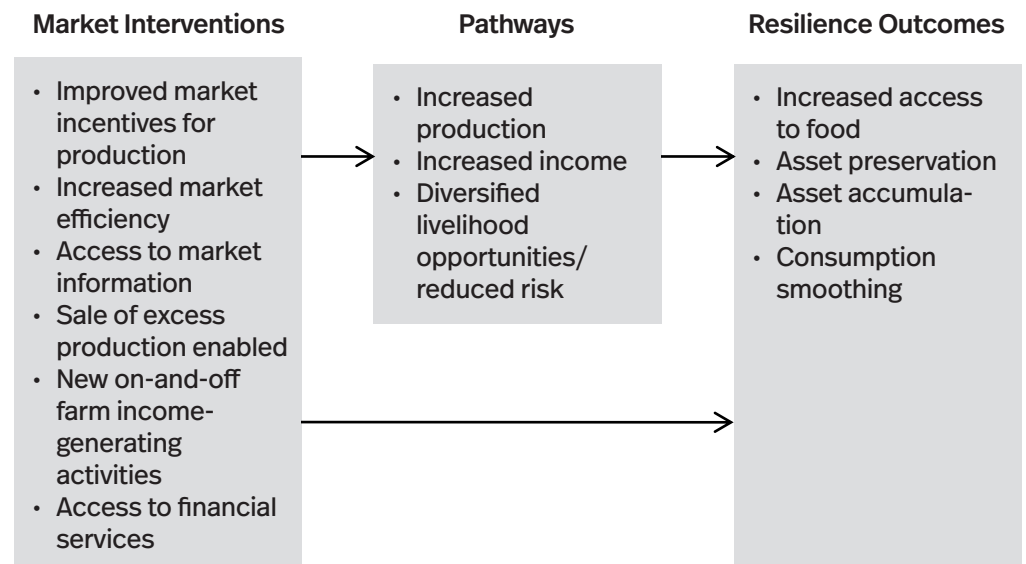 Market Interventions
• Improved market
incentives for
production
• Increased market
efficiency
• Access to market
information
• Sale of excess
production enabled
• New on-and-off
farm income-
generating
activities
• Access to financial
services
Pathways
• Increased
production
• Increased income
• Diversified
livelihood
opportunities/
reduced risk
Resilience Outcomes
• Increased access
to food
• Asset preservation
• Asset accumula-
tion
• Consumption
smoothing